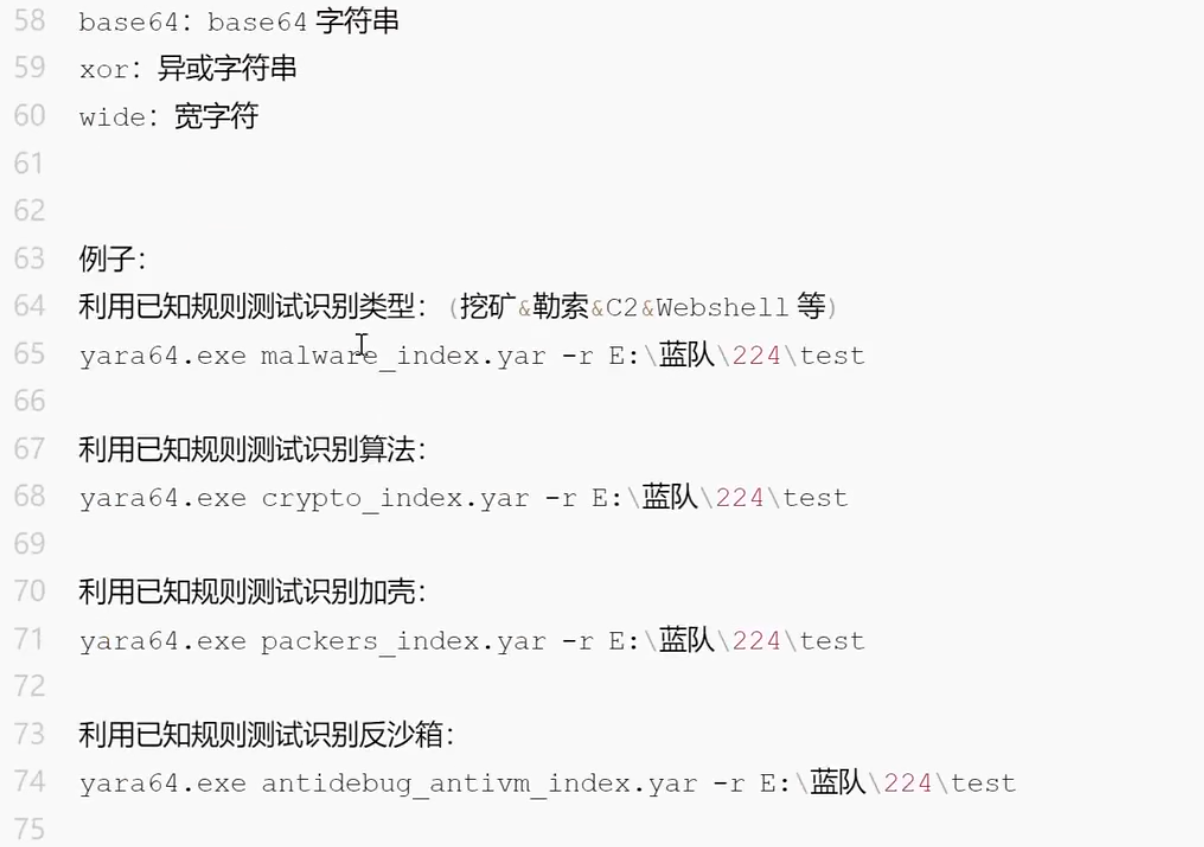 58 base64：base64 字符串
59 xor：异或字符串
60 wide：宽字符
61
62
63 例子：
64 利用已知规则测试识别类型：（挖矿&勒索&C2&Webshell 等）
65 yara64.exe malware_index.yar -r E:\蓝队\224\test
66
67 利用已知规则测试识别算法：
68 yara64.exe crypto_index.yar -r E:\蓝队\224\test
69
70 利用已知规则测试识别加壳：
71 yara64.exe packers_index.yar -r E:\蓝队\224\test
72
73 利用已知规则测试识别反沙箱：
74 yara64.exe antidebug_antivm_index.yar -r E:\蓝队\224\test
75